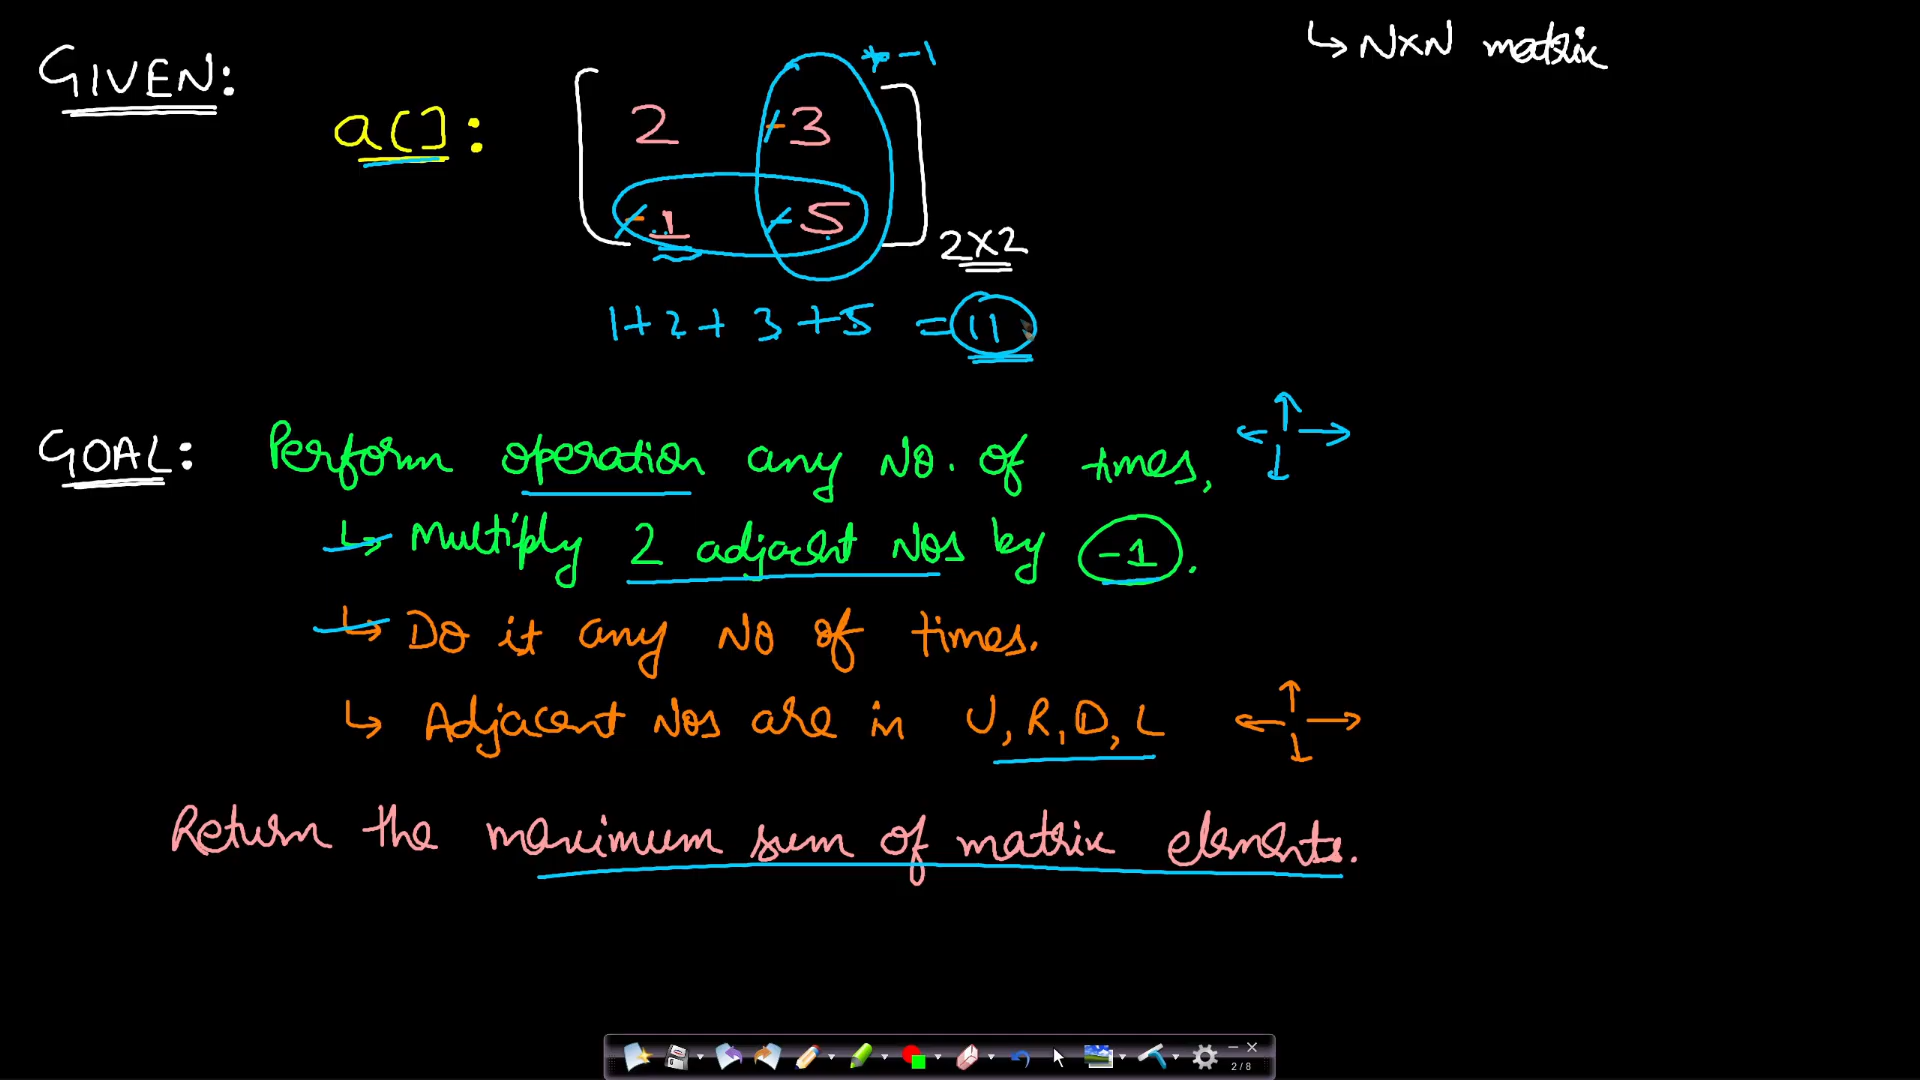 ↳ NXN matrix
GIVEN:
* -1
a[]:
2 -3
-1 -5
2X2
1+2+3+5 = 11
GOAL: Perform operation any No. of times,
↳ Multiply 2 adjacent Nos by -1.
↳ Do it any No of times.
↳ Adjacent Nos are in U, R, D, L
Return the maximum sum of matrix elements.
2/8